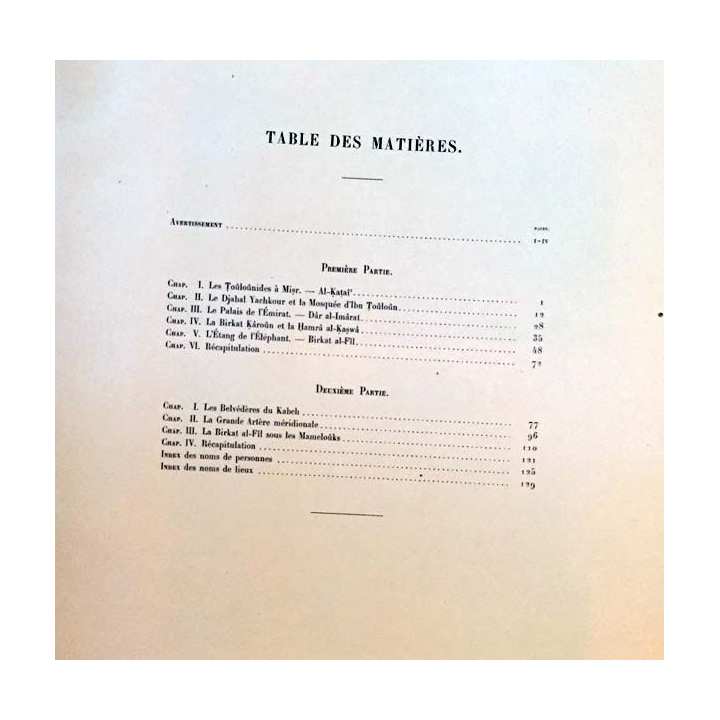 TABLE DES MATIÈRES.
PAGES.
AVERTISSEMENT ........ I-IV
PREMIÈRE PARTIE.
CHAP. I. Les Ṭoûloûnides à Miṣr. — Al-Ḳaṭâïʿ ........ 1
CHAP. II. Le Djabal Yachkour et la Mosquée d'Ibn Ṭoûloûn ........ 12
CHAP. III. Le Palais de l'Émirat. — Dâr al-Imârat ........ 28
CHAP. IV. La Birkat Ḳâroûn et la Ḥamrâ al-Ḳaṣwâ ........ 35
CHAP. V. L'Étang de l'Éléphant. — Birkat al-Fîl ........ 48
CHAP. VI. Récapitulation ........ 72
DEUXIÈME PARTIE.
CHAP. I. Les Belvédères du Kabch ........ 77
CHAP. II. La Grande Artère méridionale ........ 96
CHAP. III. La Birkat al-Fîl sous les Mamelouks ........ 110
CHAP. IV. Récapitulation ........ 121
INDEX des noms de personnes ........ 125
INDEX des noms de lieux ........ 129